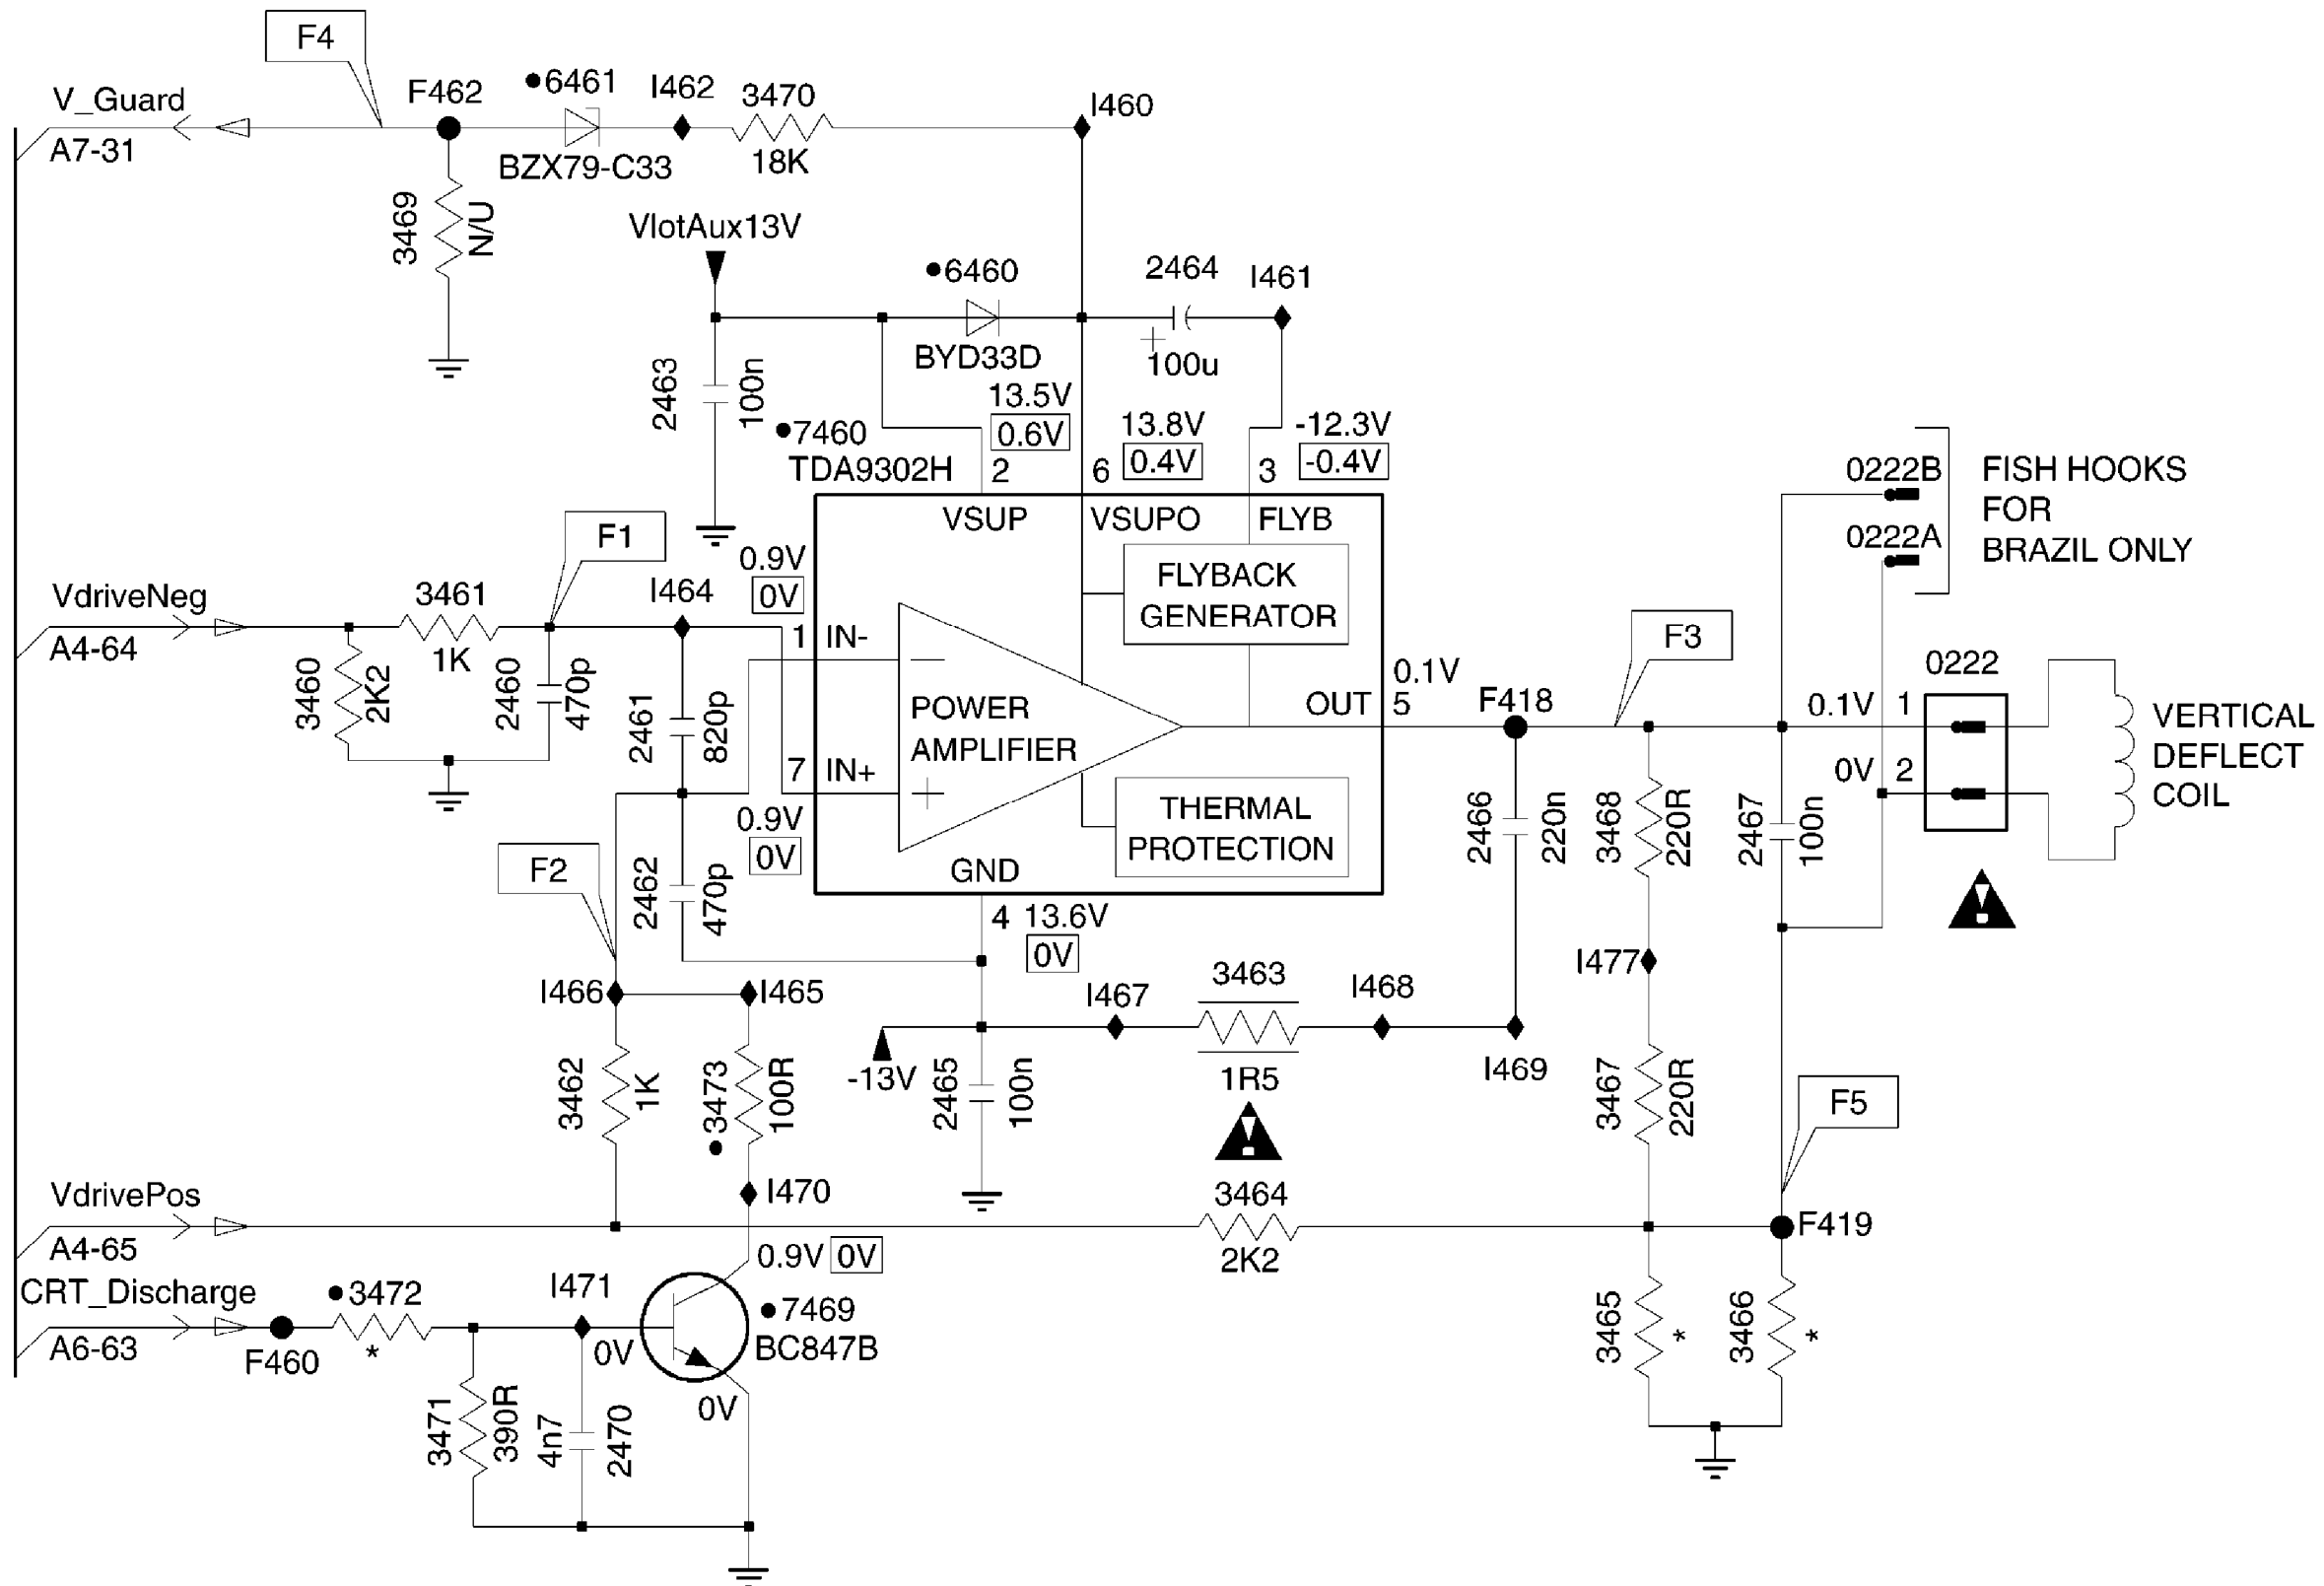 F4
V_Guard
A7-31
F462
6461
BZX79-C33
I462
3470
18K
I460
3469
N/U
VlotAux13V
6460
BYD33D
2464
100u
I461
2463
100n
13.5V
0.6V
13.8V
0.4V
-12.3V
-0.4V
7460
TDA9302H
2
6
3
VSUP
VSUPO
FLYB
FLYBACK
GENERATOR
POWER
AMPLIFIER
THERMAL
PROTECTION
GND
OUT
0.1V
5
F1
0.9V
0V
1
IN-
7
IN+
0.9V
0V
VdriveNeg
A4-64
3461
1K
I464
3460
2K2
2460
470p
2461
820p
2462
470p
F2
4
13.6V
0V
F418
F3
0222B
0222A
FISH HOOKS
FOR
BRAZIL ONLY
0222
0.1V
1
0V
2
VERTICAL
DEFLECT
COIL
2466
220n
3468
220R
2467
100n
I477
I466
I465
I467
3463
1R5
I468
I469
-13V
2465
100n
3462
1K
3473
100R
3467
220R
F5
I470
VdrivePos
A4-65
3464
2K2
F419
0.9V
0V
CRT_Discharge
A6-63
F460
3472
*
I471
0V
7469
BC847B
0V
3471
390R
4n7
2470
3465
*
3466
*